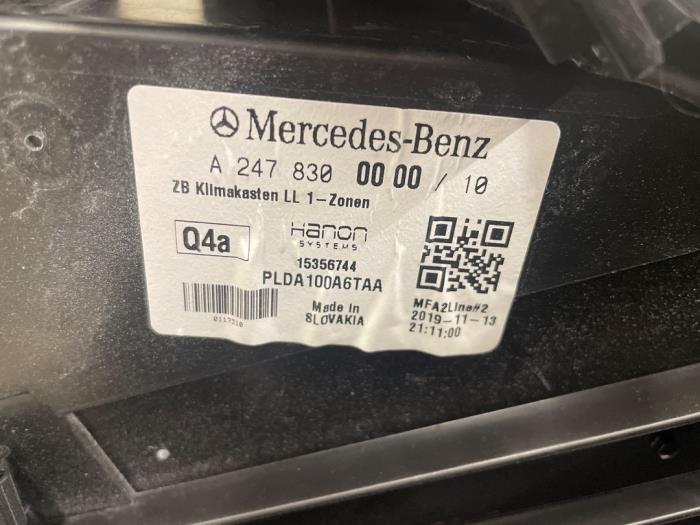 Mercedes-Benz
A 247 830 00 00 / 10
ZB Klimakasten LL 1-Zonen
Q4a
Hanon
SYSTEMS
15356744
PLDA100A6TAA
0117310
Made in
SLOVAKIA
MFA2Line#2
2019-11-13
21:11:00